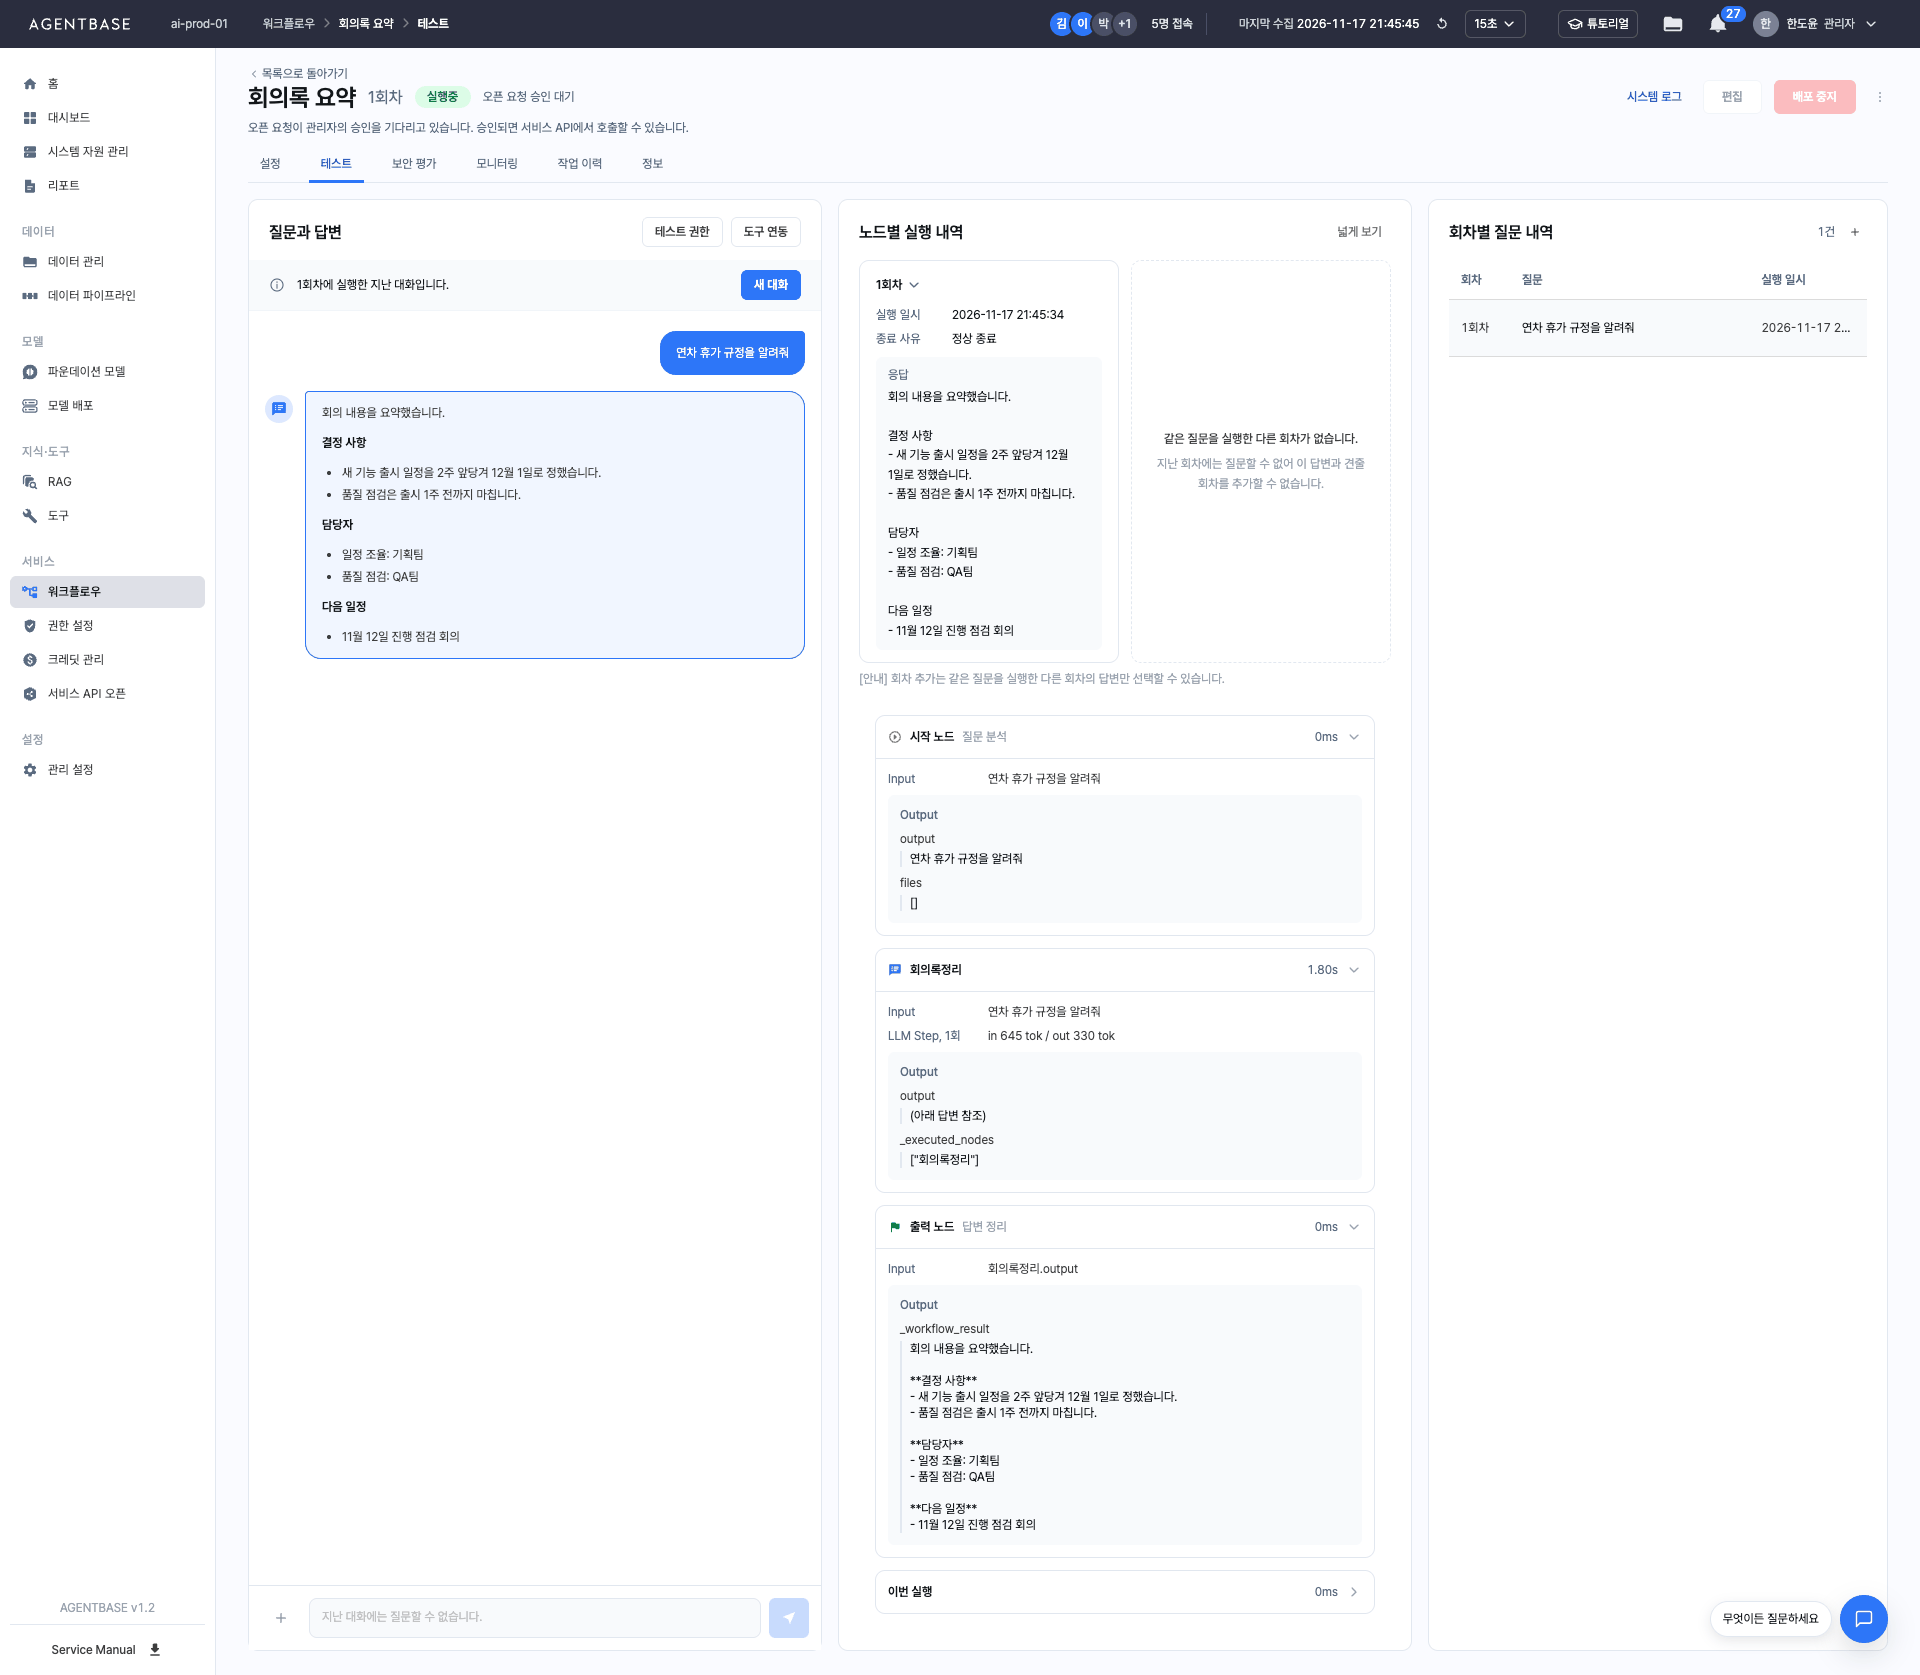 AGENTBASE
ai-prod-01
워크플로우 > 회의록 요약 > 테스트
김 이 박 +1 5명 접속
마지막 수집 2026-11-17 21:45:45
15초
튜토리얼
27
한 한도윤 관리자
홈
대시보드
시스템 자원 관리
리포트
데이터
데이터 관리
데이터 파이프라인
모델
파운데이션 모델
모델 배포
지식·도구
RAG
도구
서비스
워크플로우
권한 설정
크레딧 관리
서비스 API 오픈
설정
관리 설정
AGENTBASE v1.2
Service Manual
목록으로 돌아가기
회의록 요약 1회차 실행중 오픈 요청 승인 대기
시스템 로그 편집 배포 중지
오픈 요청이 관리자의 승인을 기다리고 있습니다. 승인되면 서비스 API에서 호출할 수 있습니다.
설정 테스트 보안 평가 모니터링 작업 이력 정보
질문과 답변
테스트 권한 도구 연동
1회차에 실행한 지난 대화입니다.
새 대화
연차 휴가 규정을 알려줘
회의 내용을 요약했습니다.
결정 사항
• 새 기능 출시 일정을 2주 앞당겨 12월 1일로 정했습니다.
• 품질 점검은 출시 1주 전까지 마칩니다.
담당자
• 일정 조율: 기획팀
• 품질 점검: QA팀
다음 일정
• 11월 12일 진행 점검 회의
지난 대화에는 질문할 수 없습니다.
노드별 실행 내역
넓게 보기
1회차
실행 일시 2026-11-17 21:45:34
종료 사유 정상 종료
응답
회의 내용을 요약했습니다.
결정 사항
- 새 기능 출시 일정을 2주 앞당겨 12월
1일로 정했습니다.
- 품질 점검은 출시 1주 전까지 마칩니다.
담당자
- 일정 조율: 기획팀
- 품질 점검: QA팀
다음 일정
- 11월 12일 진행 점검 회의
같은 질문을 실행한 다른 회차가 없습니다.
지난 회차에는 질문할 수 없어 이 답변과 견줄
회차를 추가할 수 없습니다.
[안내] 회차 추가는 같은 질문을 실행한 다른 회차의 답변만 선택할 수 있습니다.
시작 노드 질문 분석 0ms
Input 연차 휴가 규정을 알려줘
Output
output
연차 휴가 규정을 알려줘
files
[]
회의록정리 1.80s
Input 연차 휴가 규정을 알려줘
LLM Step, 1회 in 645 tok / out 330 tok
Output
output
(아래 답변 참조)
_executed_nodes
["회의록정리"]
출력 노드 답변 정리 0ms
Input 회의록정리.output
Output
_workflow_result
회의 내용을 요약했습니다.
**결정 사항**
- 새 기능 출시 일정을 2주 앞당겨 12월 1일로 정했습니다.
- 품질 점검은 출시 1주 전까지 마칩니다.
**담당자**
- 일정 조율: 기획팀
- 품질 점검: QA팀
**다음 일정**
- 11월 12일 진행 점검 회의
이번 실행 0ms
회차별 질문 내역
1건 +
회차 질문 실행 일시
1회차 연차 휴가 규정을 알려줘 2026-11-17 2...
무엇이든 질문하세요